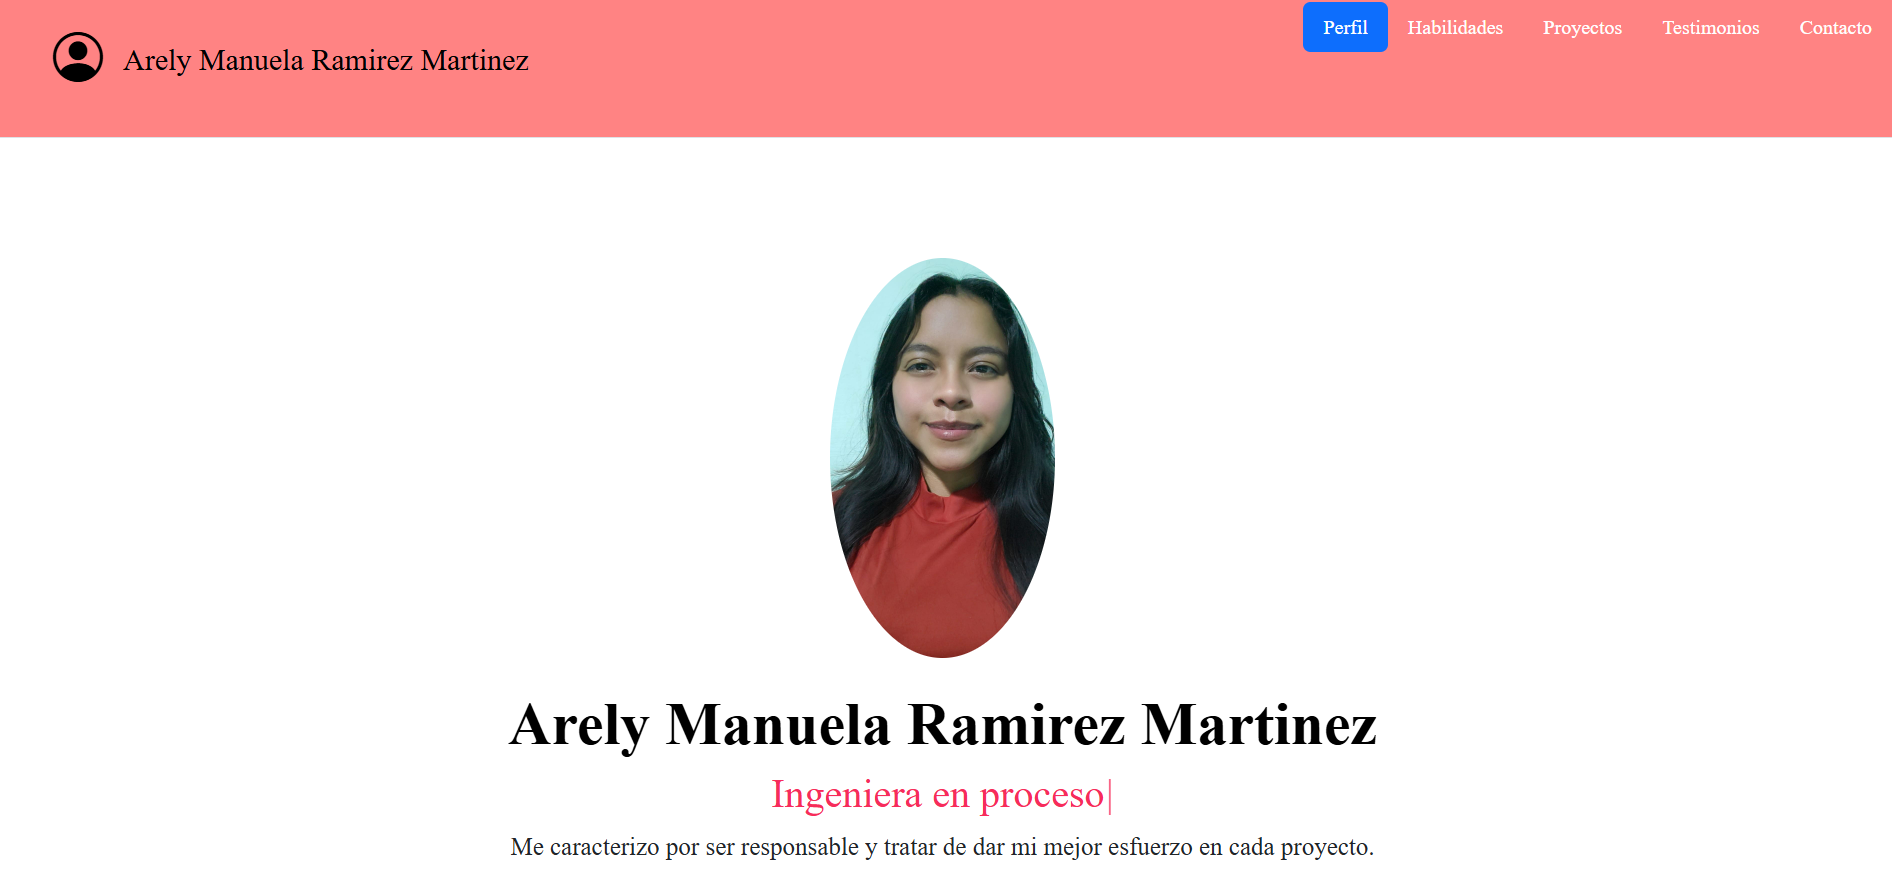 Arely Manuela Ramirez Martinez
Perfil Habilidades Proyectos Testimonios Contacto
Arely Manuela Ramirez Martinez
Ingeniera en proceso|
Me caracterizo por ser responsable y tratar de dar mi mejor esfuerzo en cada proyecto.